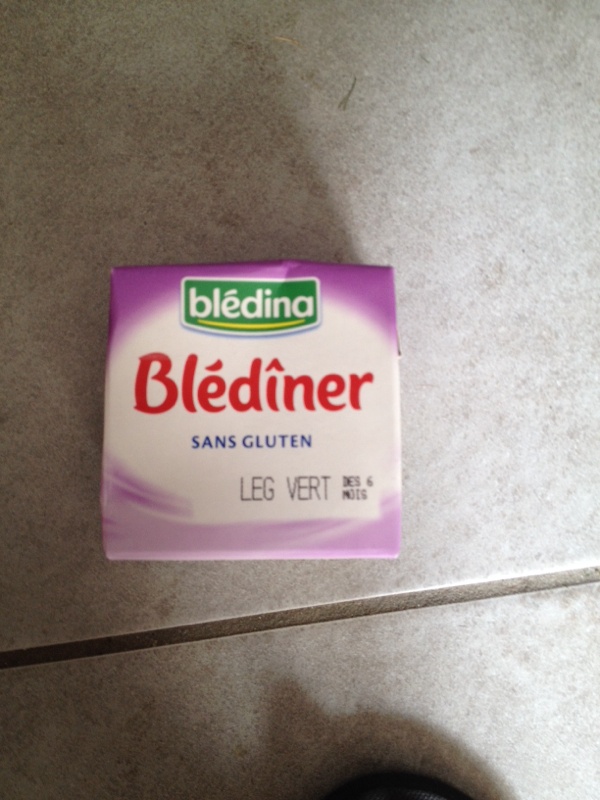 blédina
Blédîner
SANS GLUTEN
LEG VERT DES 6
MOIS